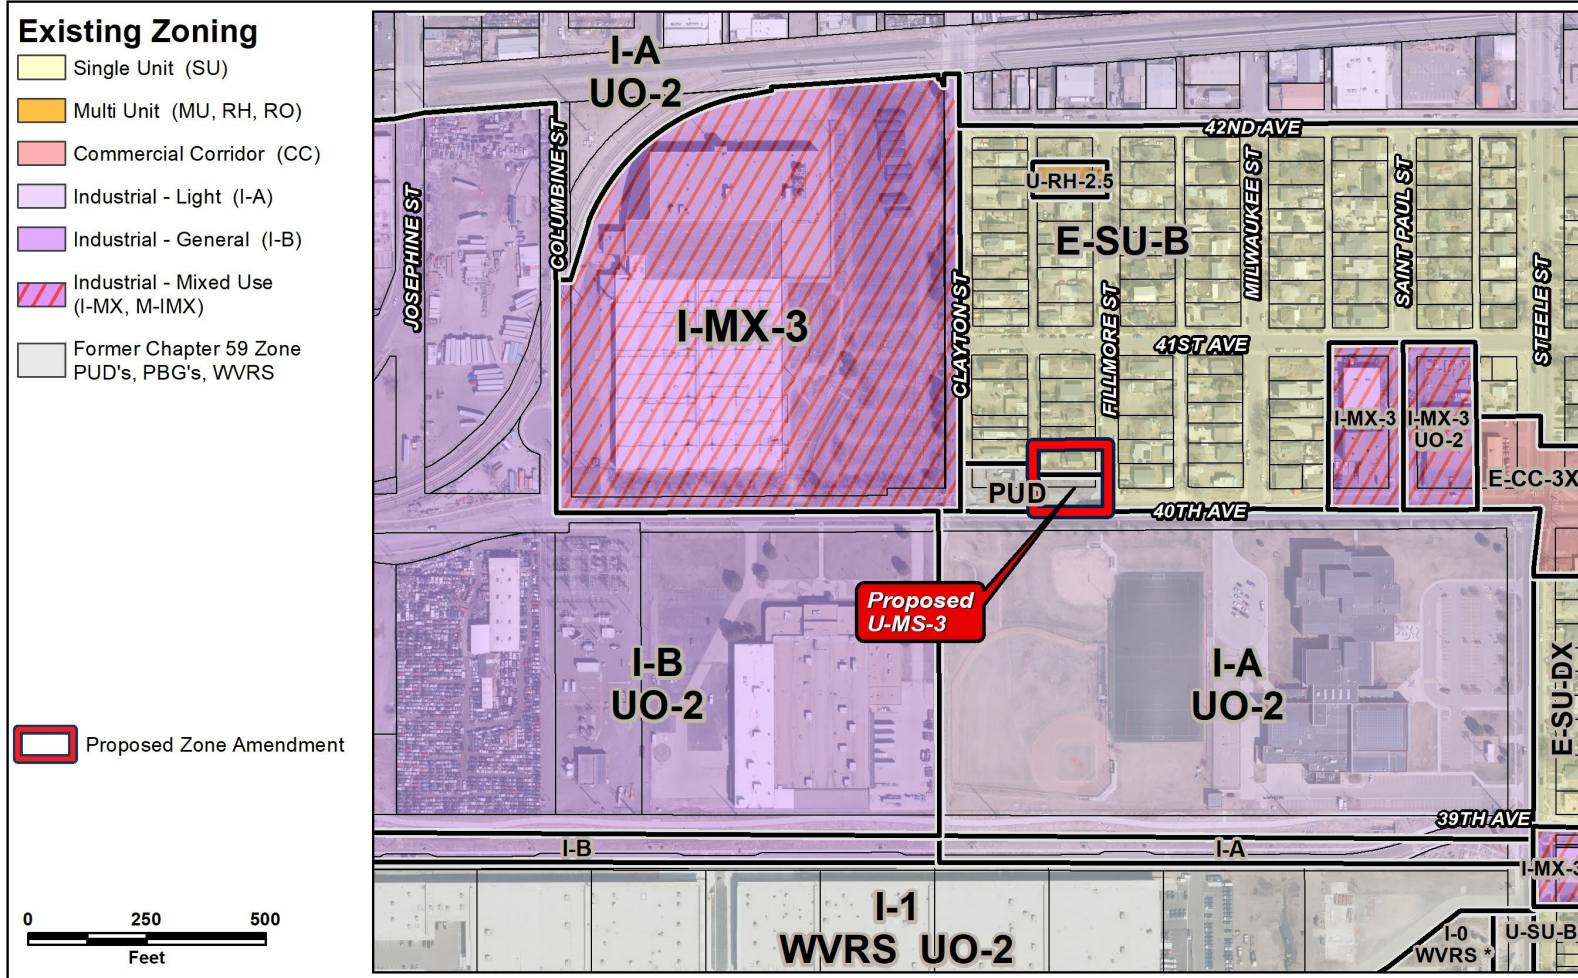 Existing Zoning
Single Unit (SU)
Multi Unit (MU, RH, RO)
Commercial Corridor (CC)
Industrial - Light (I-A)
Industrial - General (I-B)
Industrial - Mixed Use
(I-MX, M-IMX)
Former Chapter 59 Zone
PUD's, PBG's, WVRS
Proposed Zone Amendment
0 250 500
Feet
I-A
UO-2
42ND AVE
JOSEPHINE ST
COLUMBINE ST
U-RH-2.5
E-SU-B
MILWAUKEE ST
SAINT PAUL ST
STEELE ST
I-MX-3
CLAYTON ST
FILLMORE ST
41ST AVE
I-MX-3
I-MX-3
UO-2
E-CC-3X
PUD
40TH AVE
Proposed
U-MS-3
I-B
UO-2
I-A
UO-2
E-SU-DX
39TH AVE
I-B
I-A
I-MX-3
I-1
WVRS UO-2
I-0
WVRS *
U-SU-B